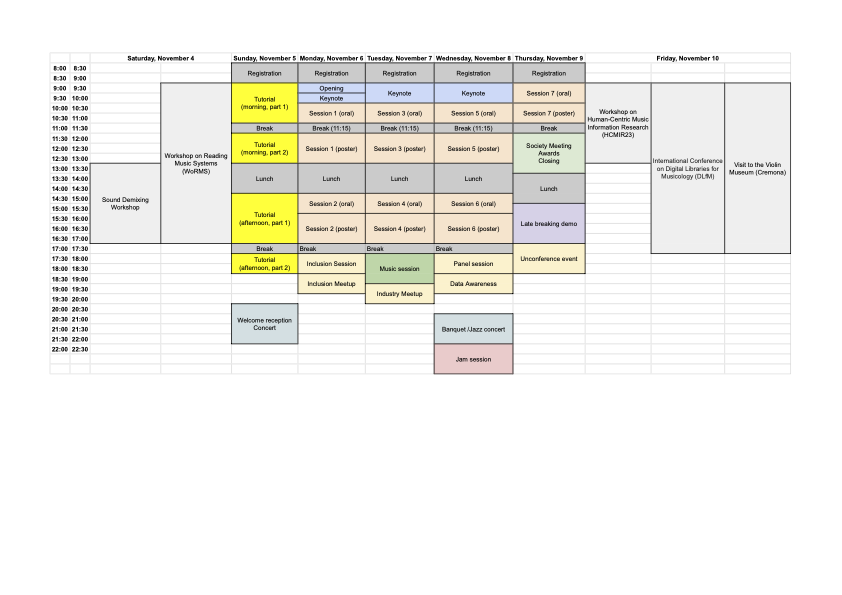 Saturday, November 4 Sunday, November 5 Monday, November 6 Tuesday, November 7 Wednesday, November 8 Thursday, November 9 Friday, November 10
8:00 8:30
Registration Registration Registration Registration Registration
8:30 9:00
9:00 9:30
Opening
Keynote
Keynote
Keynote
Session 7 (oral)
9:30 10:00
Tutorial
(morning, part 1)
10:00 10:30
Session 1 (oral) Session 3 (oral) Session 5 (oral) Session 7 (poster)
10:30 11:00
Workshop on
Human-Centric Music
Information Research
(HCMIR23)
11:00 11:30
Break Break (11:15) Break (11:15) Break (11:15) Break
11:30 12:00
Tutorial
(morning, part 2)
Session 1 (poster) Session 3 (poster) Session 5 (poster)
Society Meeting
Awards
Closing
12:00 12:30
12:30 13:00
Workshop on Reading
Music Systems
(WoRMS)
International Conference
on Digital Libraries for
Musicology (DLfM)
Visit to the Violin
Museum (Cremona)
13:00 13:30
13:30 14:00
Lunch Lunch Lunch Lunch
14:00 14:30
Lunch
14:30 15:00
Sound Demixing
Workshop
Session 2 (oral) Session 4 (oral) Session 6 (oral)
15:00 15:30
15:30 16:00
Tutorial
(afternoon, part 1)
Late breaking demo
16:00 16:30
Session 2 (poster) Session 4 (poster) Session 6 (poster)
16:30 17:00
17:00 17:30
Break Break Break Break
17:30 18:00
Tutorial
(afternoon, part 2)
Inclusion Session
Music session
Panel session
Unconference event
18:00 18:30
18:30 19:00
Inclusion Meetup Data Awareness
19:00 19:30
Industry Meetup
19:30 20:00
20:00 20:30
20:30 21:00
Welcome reception
Concert
21:00 21:30
Banquet /Jazz concert
21:30 22:00
22:00 22:30
Jam session